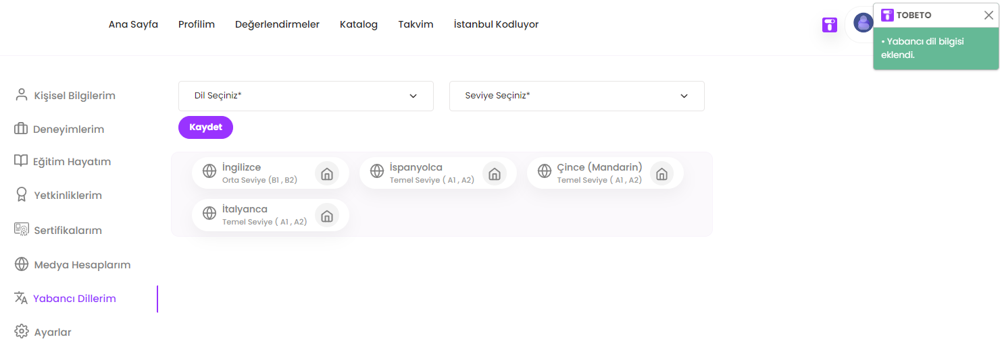 Ana Sayfa Profilim Değerlendirmeler Katalog Takvim İstanbul Kodluyor
TOBETO
• Yabancı dil bilgisi
eklendi.
Kişisel Bilgilerim
Deneyimlerim
Eğitim Hayatım
Yetkinliklerim
Sertifikalarım
Medya Hesaplarım
Yabancı Dillerim
Ayarlar
Dil Seçiniz*
Seviye Seçiniz*
Kaydet
İngilizce
Orta Seviye (B1 , B2)
İspanyolca
Temel Seviye ( A1 , A2)
Çince (Mandarin)
Temel Seviye ( A1 , A2)
İtalyanca
Temel Seviye ( A1 , A2)